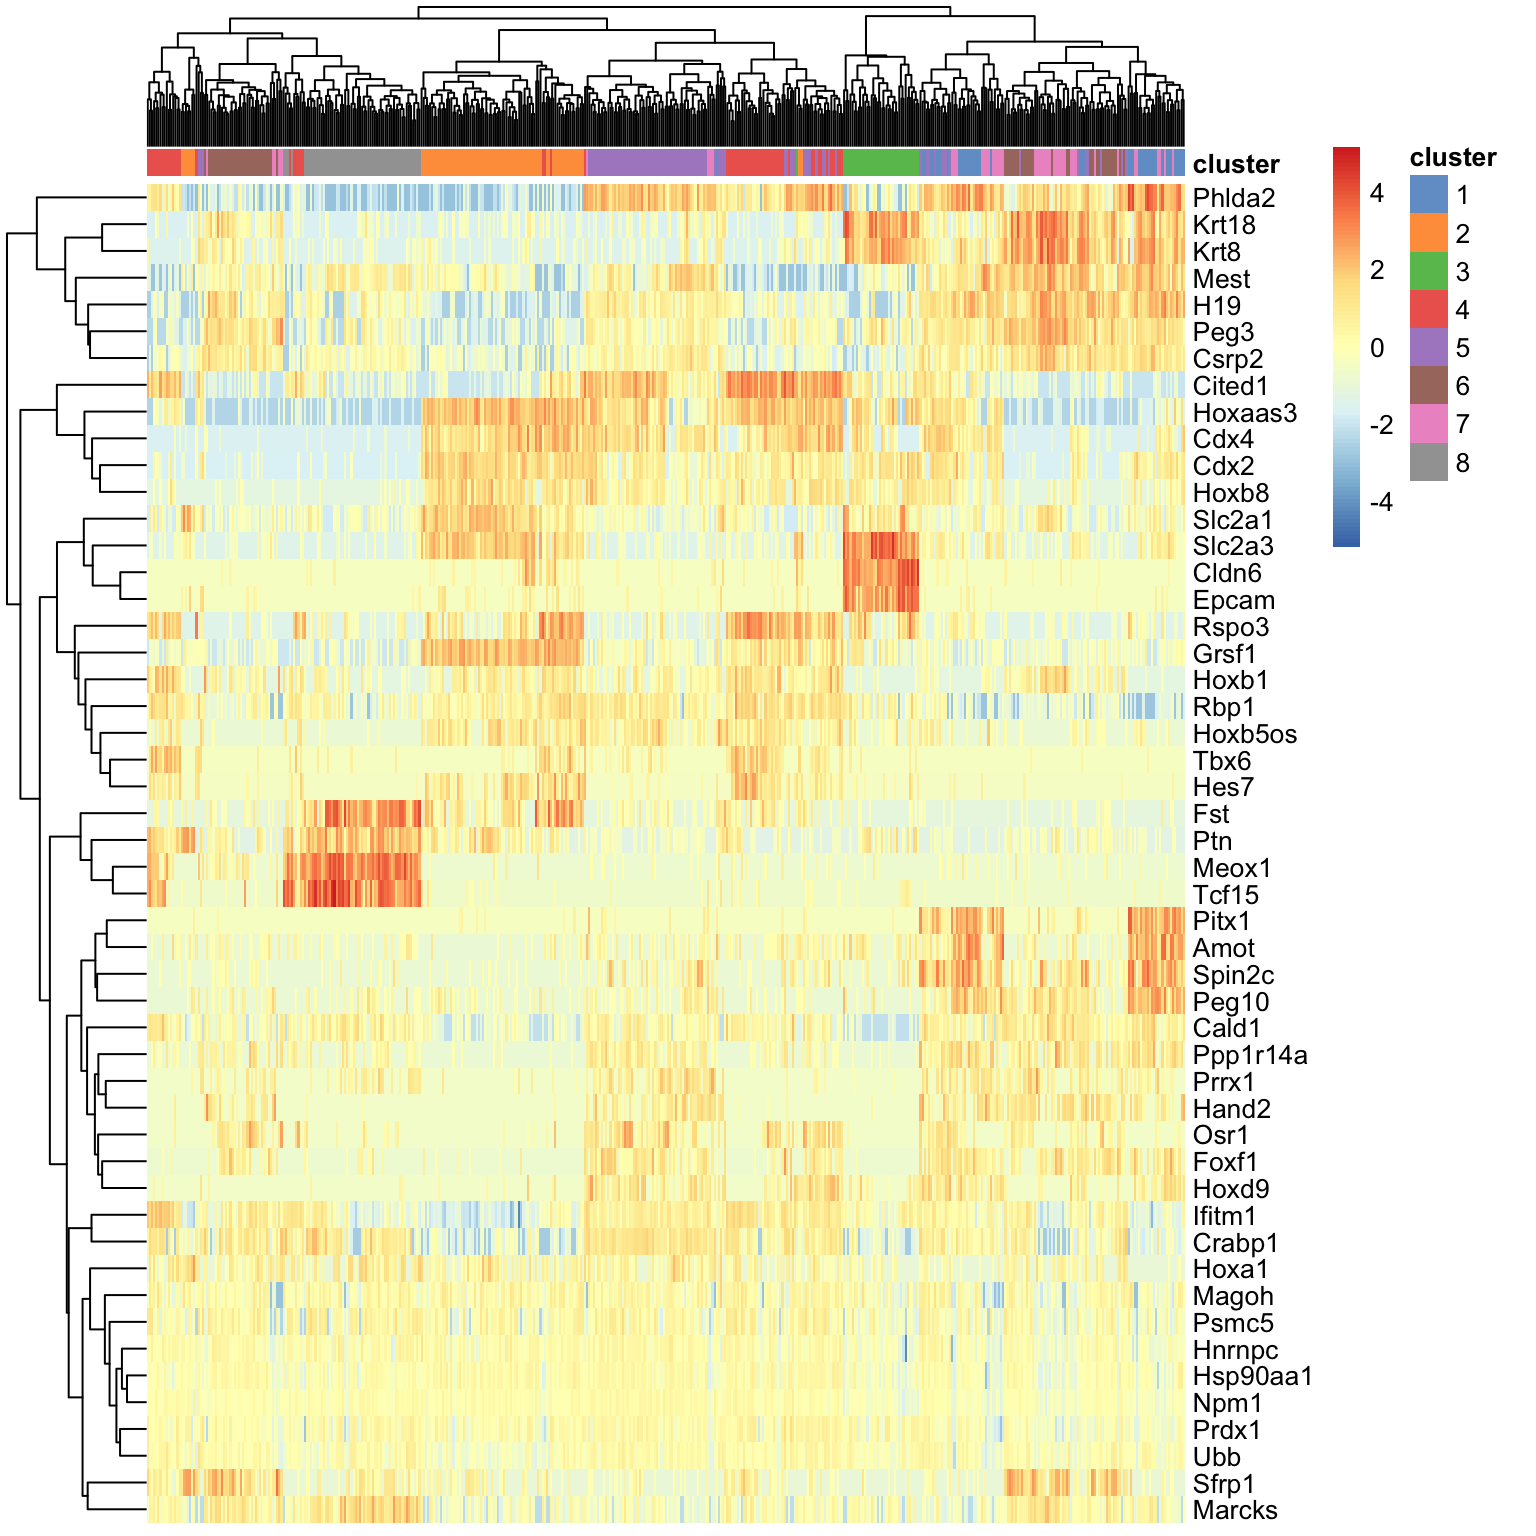 cluster
Phlda2
Krt18
Krt8
Mest
H19
Peg3
Csrp2
Cited1
Hoxaas3
Cdx4
Cdx2
Hoxb8
Slc2a1
Slc2a3
Cldn6
Epcam
Rspo3
Grsf1
Hoxb1
Rbp1
Hoxb5os
Tbx6
Hes7
Fst
Ptn
Meox1
Tcf15
Pitx1
Amot
Spin2c
Peg10
Cald1
Ppp1r14a
Prrx1
Hand2
Osr1
Foxf1
Hoxd9
Ifitm1
Crabp1
Hoxa1
Magoh
Psmc5
Hnrnpc
Hsp90aa1
Npm1
Prdx1
Ubb
Sfrp1
Marcks
4
2
0
-2
-4
cluster
1
2
3
4
5
6
7
8